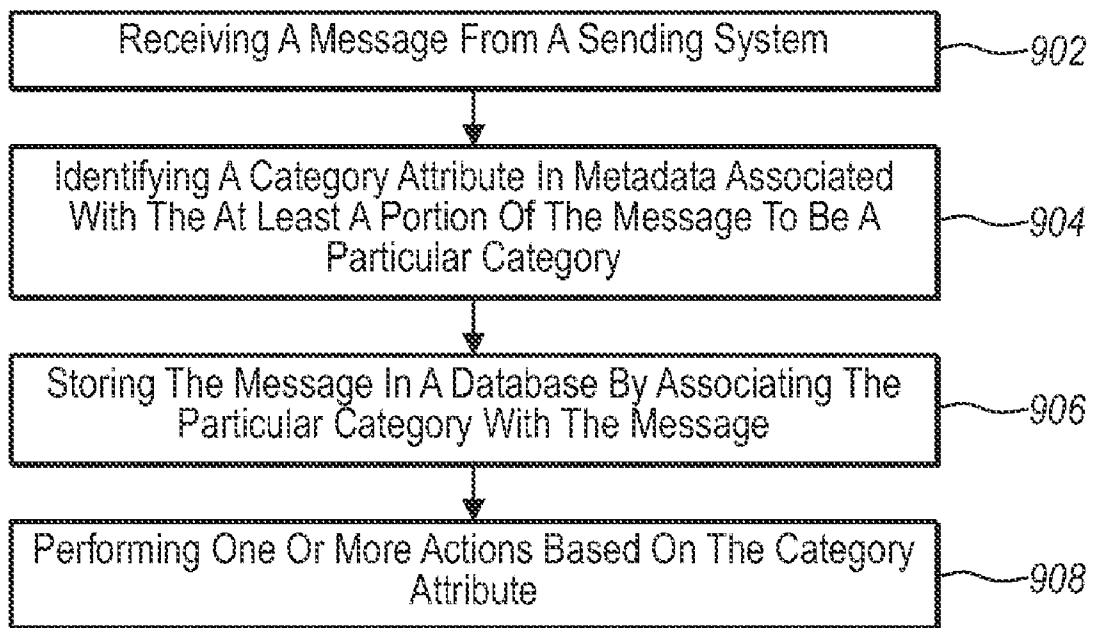 Receiving A Message From A Sending System
902
Identifying A Category Attribute In Metadata Associated
With The At Least A Portion Of The Message To Be A
Particular Category
904
Storing The Message In A Database By Associating The
Particular Category With The Message
906
Performing One Or More Actions Based On The Category
Attribute
908